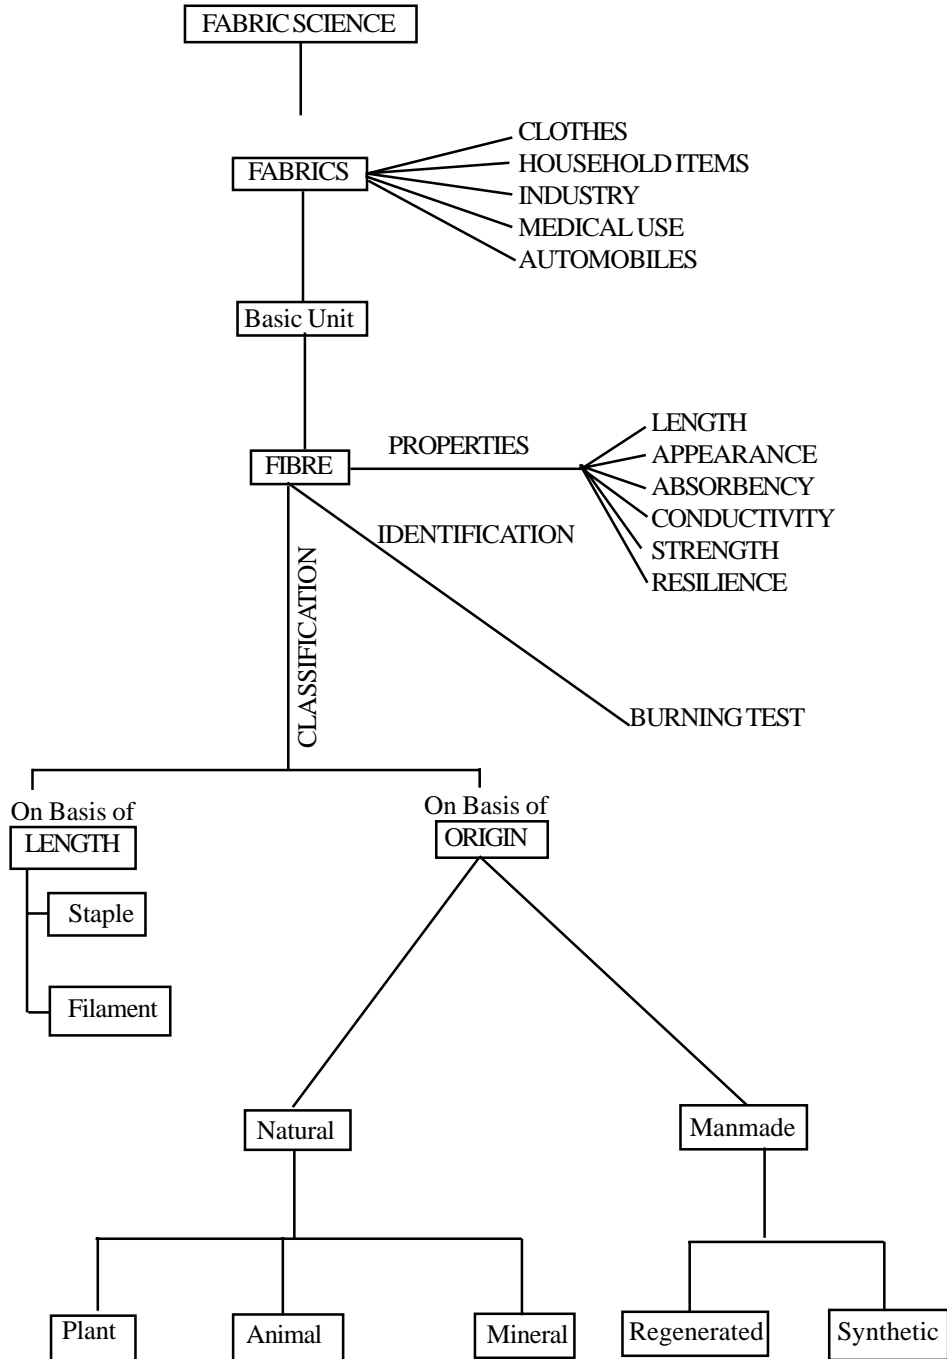 FABRIC SCIENCE
FABRICS
CLOTHES
HOUSEHOLD ITEMS
INDUSTRY
MEDICAL USE
AUTOMOBILES
Basic Unit
FIBRE
PROPERTIES
LENGTH
APPEARANCE
ABSORBENCY
CONDUCTIVITY
STRENGTH
RESILIENCE
IDENTIFICATION
BURNING TEST
CLASSIFICATION
On Basis of
LENGTH
Staple
Filament
On Basis of
ORIGIN
Natural
Manmade
Plant
Animal
Mineral
Regenerated
Synthetic